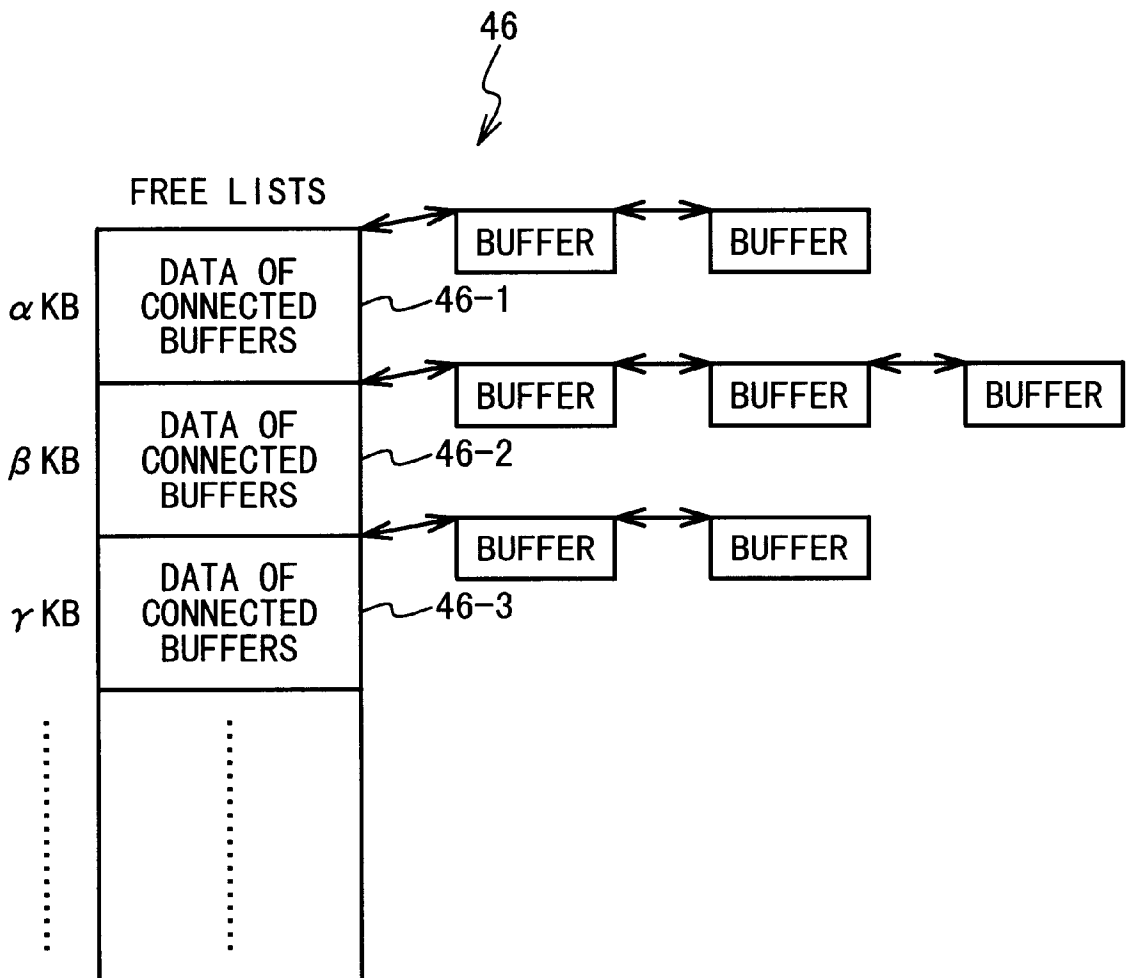 46
FREE LISTS
BUFFER
BUFFER
α KB
DATA OF
CONNECTED
BUFFERS
46-1
BUFFER
BUFFER
BUFFER
β KB
DATA OF
CONNECTED
BUFFERS
46-2
BUFFER
BUFFER
γ KB
DATA OF
CONNECTED
BUFFERS
46-3